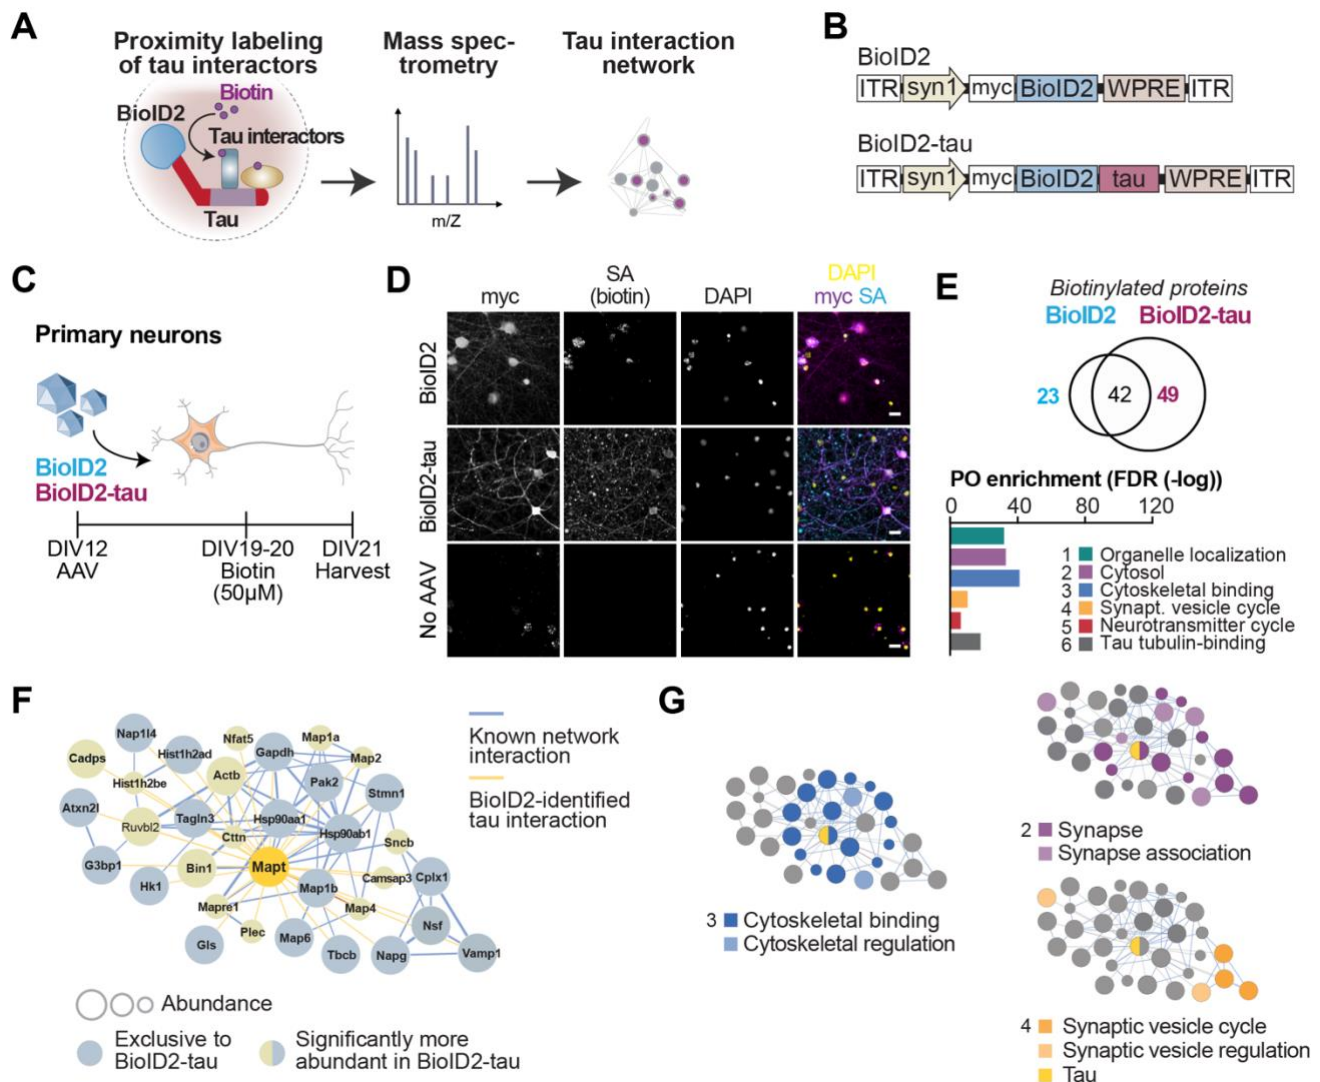 A
Proximity labeling
of tau interactors
Biotin
BioID2
Tau interactors
Tau
Mass spec-
trometry
m/Z
Tau interaction
network
B
BioID2
ITR syn1 myc BioID2 WPRE ITR
BioID2-tau
ITR syn1 myc BioID2 tau WPRE ITR
C
Primary neurons
BioID2
BioID2-tau
DIV12
AAV
DIV19-20
Biotin
(50µM)
DIV21
Harvest
D
myc
SA
(biotin)
DAPI
DAPI
myc SA
BioID2
BioID2-tau
No AAV
E
Biotinylated proteins
BioID2 BioID2-tau
23 42 49
PO enrichment (FDR (-log))
0 40 80 120
1 Organelle localization
2 Cytosol
3 Cytoskeletal binding
4 Synapt. vesicle cycle
5 Neurotransmitter cycle
6 Tau tubulin-binding
F
Nap1l4
Nfat5
Map1a
Cadps
Hist1h2ad
Gapdh
Map2
Hist1h2be
Actb
Pak2
Stmn1
Atxn2l
Ruvbl2
Tagln3
Hsp90aa1
Cttn
Hsp90ab1
Sncb
G3bp1
Bin1
Mapt
Hk1
Map1b
Camsap3
Cplx1
Mapre1
Map4
Plec
Nsf
Gls
Map6
Tbcb
Napg
Vamp1
Known network
interaction
BioID2-identified
tau interaction
Abundance
Exclusive to
BioID2-tau
Significantly more
abundant in BioID2-tau
G
3 Cytoskeletal binding
Cytoskeletal regulation
2 Synapse
Synapse association
4 Synaptic vesicle cycle
Synaptic vesicle regulation
Tau